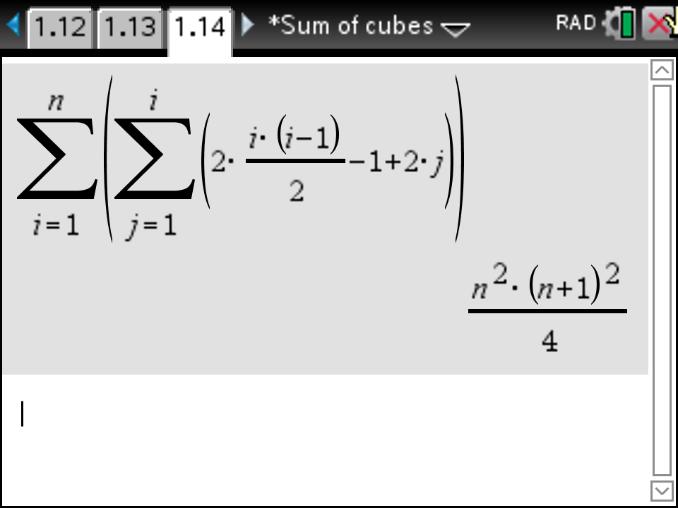 1.12 1.13 1.14 *Sum of cubes RAD
n i
∑ ( ∑ ( 2· i·(i−1)/2 −1+2·j ) )
i=1 j=1
n²·(n+1)²
4